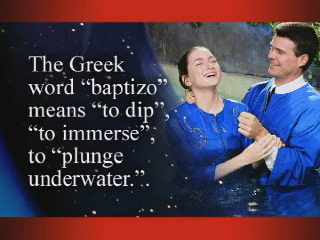 The Greek
word “baptizo”
means “to dip”,
“to immerse”,
to “plunge
underwater.”.